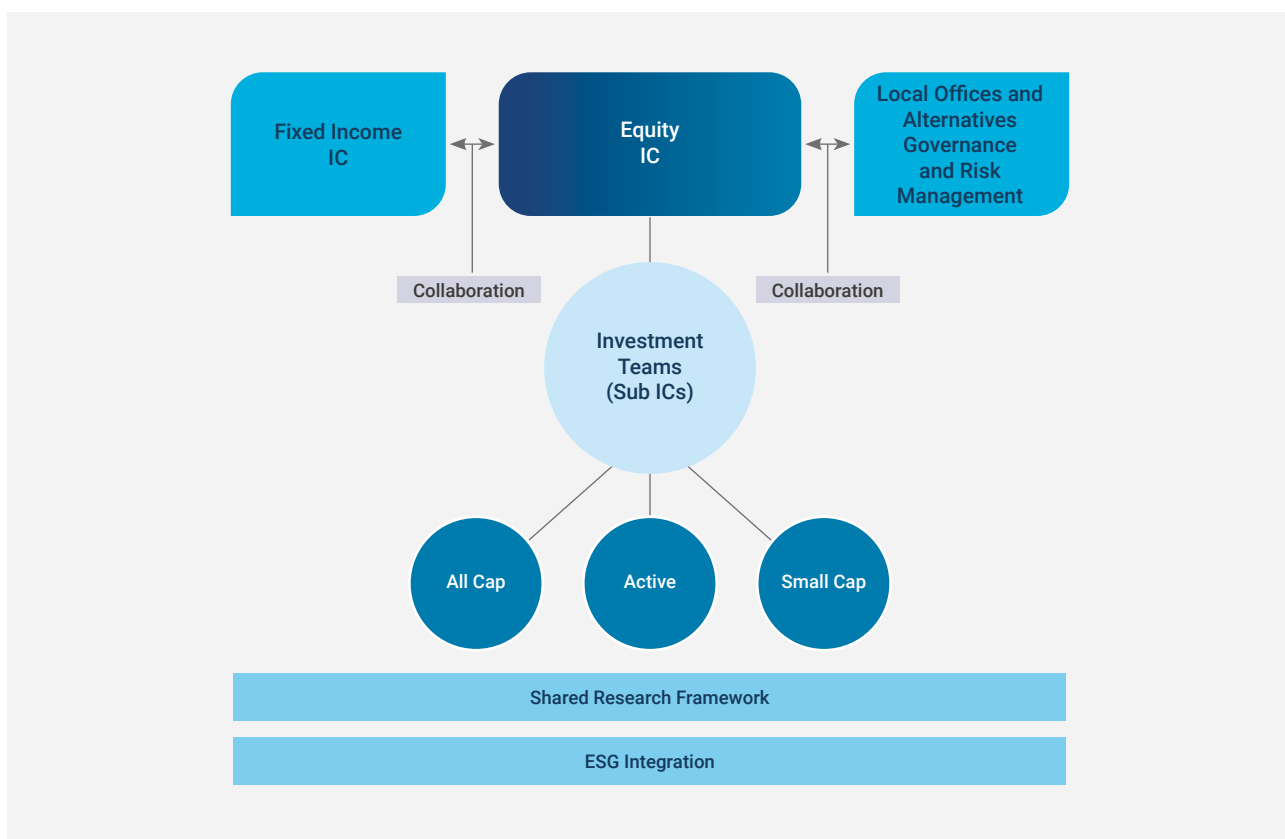 Fixed Income
IC
Equity
IC
Local Offices and
Alternatives
Governance
and Risk
Management
Collaboration
Collaboration
Investment
Teams
(Sub ICs)
All Cap
Active
Small Cap
Shared Research Framework
ESG Integration